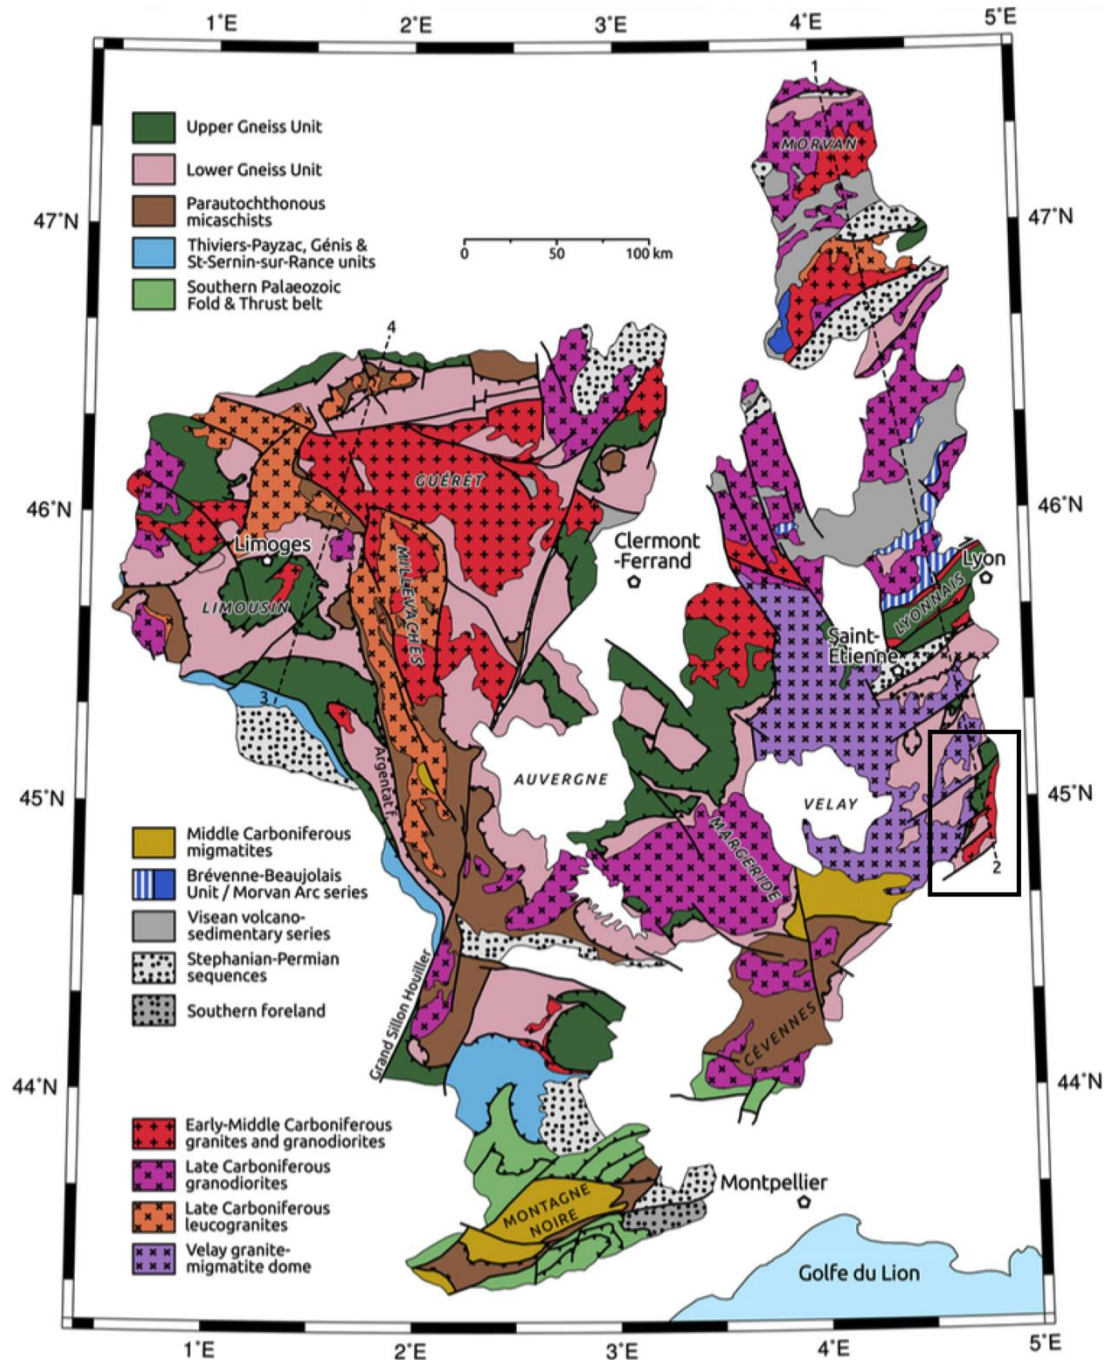 1°E
2°E
3°E
4°E
5°E
1
Upper Gneiss Unit
Lower Gneiss Unit
Parautochthonous
micaschists
Thiviers-Payzac, Génis &
St-Sernin-sur-Rance units
Southern Palaeozoic
Fold & Thrust belt
0
50
100 km
MORVAN
47°N
47°N
4
GUÉRET
46°N
46°N
Limoges
Clermont
-Ferrand
Lyon
MILLEVACHES
LIMOUSIN
LYONNAIS
Saint-
Etienne
3
Argentat F.
AUVERGNE
VELAY
45°N
45°N
MARGERIDE
2
Middle Carboniferous
migmatites
Brévenne-Beaujolais
Unit / Morvan Arc series
Visean volcano-
sedimentary series
Stephanian-Permian
sequences
Southern foreland
Grand Sillon Houiller
CÉVENNES
44°N
44°N
Early-Middle Carboniferous
granites and granodiorites
Late Carboniferous
granodiorites
Late Carboniferous
leucogranites
Velay granite-
migmatite dome
MONTAGNE
NOIRE
Montpellier
Golfe du Lion
1°E
2°E
3°E
4°E
5°E